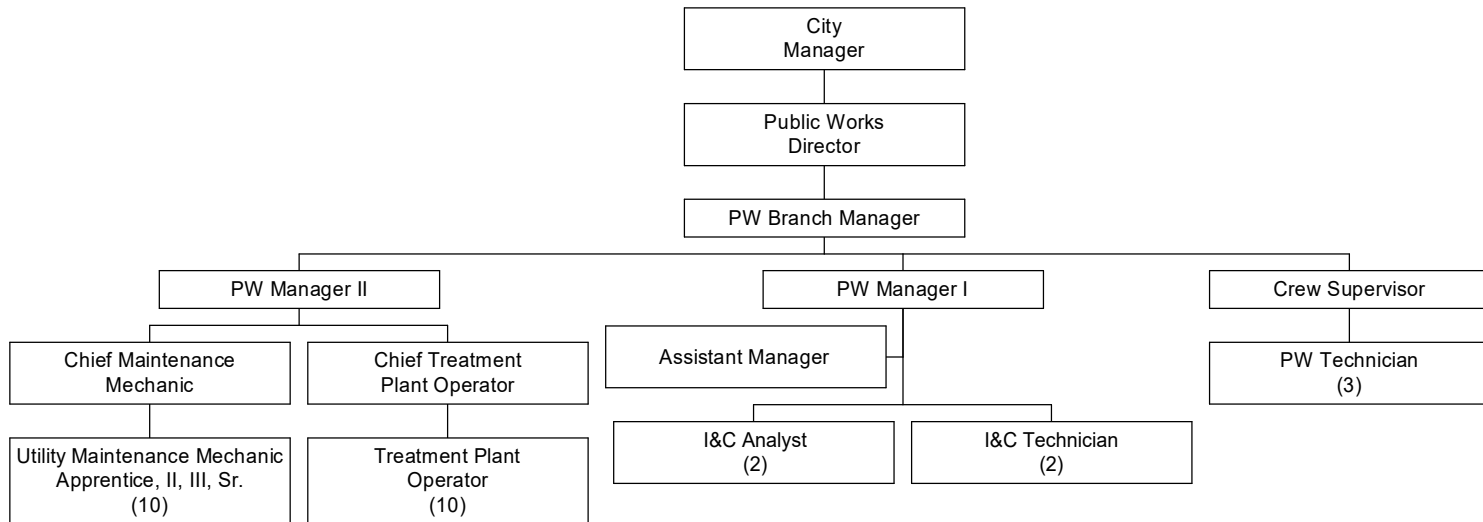 City
Manager
Public Works
Director
PW Branch Manager
PW Manager II
PW Manager I
Crew Supervisor
Chief Maintenance
Mechanic
Chief Treatment
Plant Operator
Assistant Manager
PW Technician
(3)
Utility Maintenance Mechanic
Apprentice, II, III, Sr.
(10)
Treatment Plant
Operator
(10)
I&C Analyst
(2)
I&C Technician
(2)